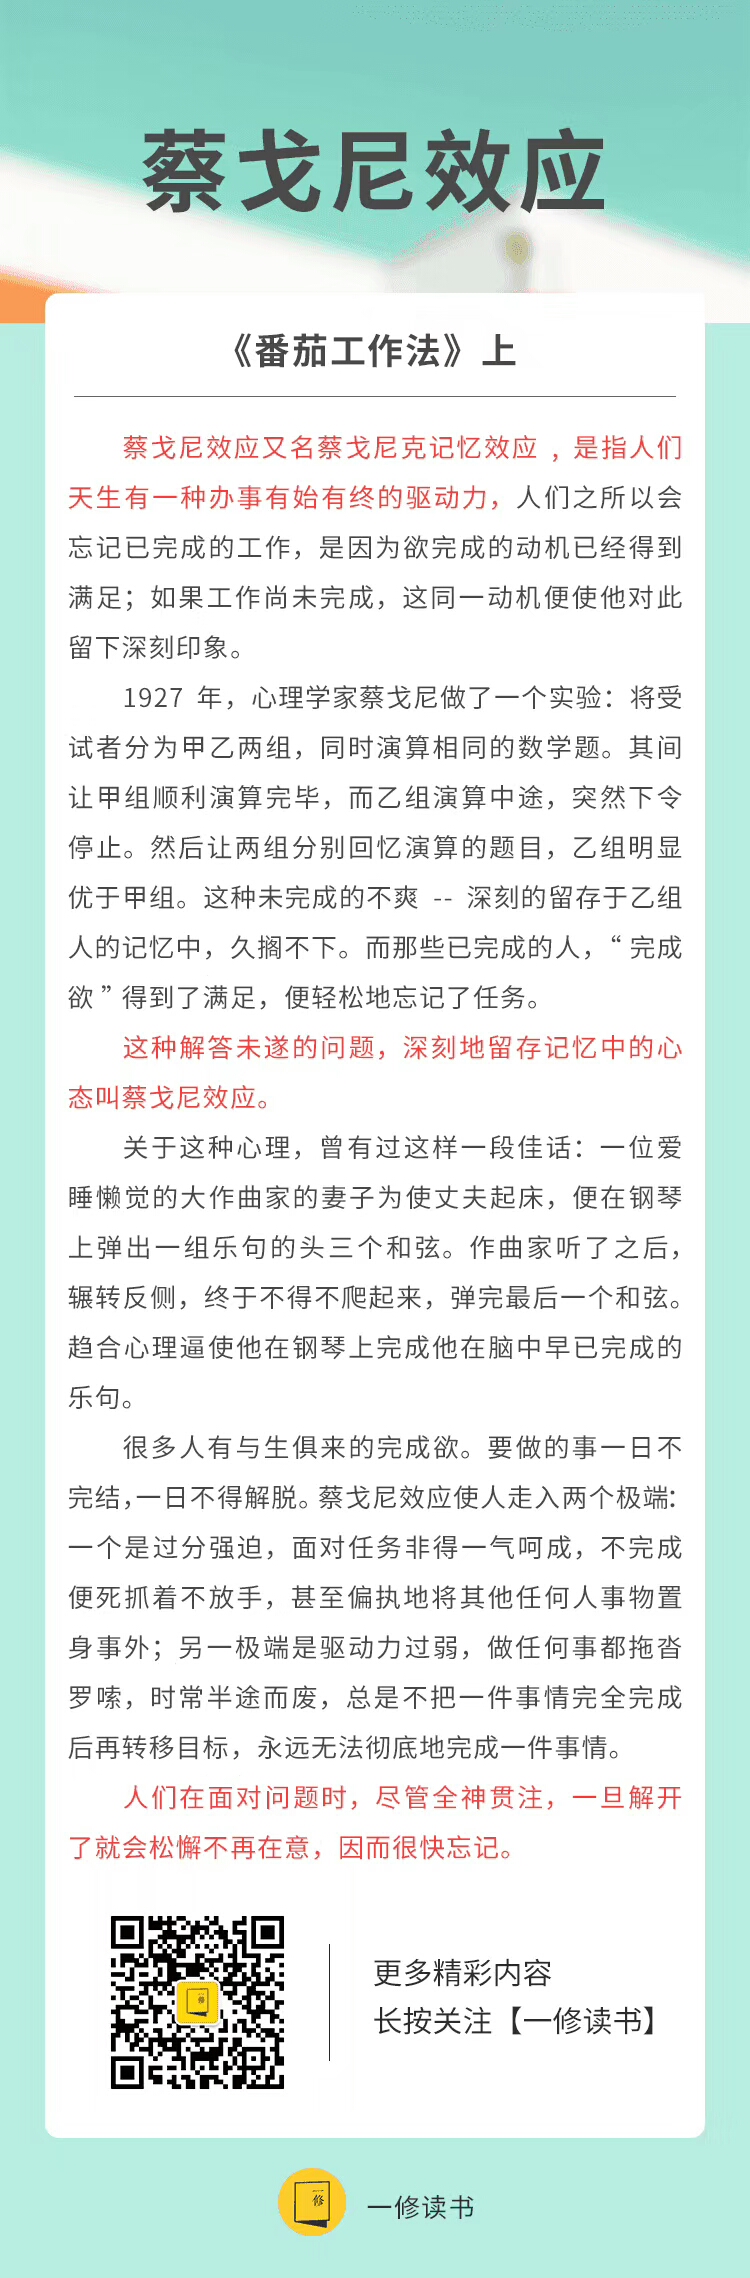 蔡戈尼效应
《番茄工作法》上
蔡戈尼效应又名蔡戈尼克记忆效应，是指人们
天生有一种办事有始有终的驱动力，人们之所以会
忘记已完成的工作，是因为欲完成的动机已经得到
满足；如果工作尚未完成，这同一动机便使他对此
留下深刻印象。
1927 年，心理学家蔡戈尼做了一个实验：将受
试者分为甲乙两组，同时演算相同的数学题。其间
让甲组顺利演算完毕，而乙组演算中途，突然下令
停止。然后让两组分别回忆演算的题目，乙组明显
优于甲组。这种未完成的不爽 -- 深刻的留存于乙组
人的记忆中，久搁不下。而那些已完成的人，“ 完成
欲 ” 得到了满足，便轻松地忘记了任务。
这种解答未遂的问题，深刻地留存记忆中的心
态叫蔡戈尼效应。
关于这种心理，曾有过这样一段佳话：一位爱
睡懒觉的大作曲家的妻子为使丈夫起床，便在钢琴
上弹出一组乐句的头三个和弦。作曲家听了之后，
辗转反侧，终于不得不爬起来，弹完最后一个和弦。
趋合心理逼使他在钢琴上完成他在脑中早已完成的
乐句。
很多人有与生俱来的完成欲。要做的事一日不
完结，一日不得解脱。蔡戈尼效应使人走入两个极端：
一个是过分强迫，面对任务非得一气呵成，不完成
便死抓着不放手，甚至偏执地将其他任何人事物置
身事外；另一极端是驱动力过弱，做任何事都拖沓
罗嗦，时常半途而废，总是不把一件事情完全完成
后再转移目标，永远无法彻底地完成一件事情。
人们在面对问题时，尽管全神贯注，一旦解开
了就会松懈不再在意，因而很快忘记。
更多精彩内容
长按关注【一修读书】
一修读书